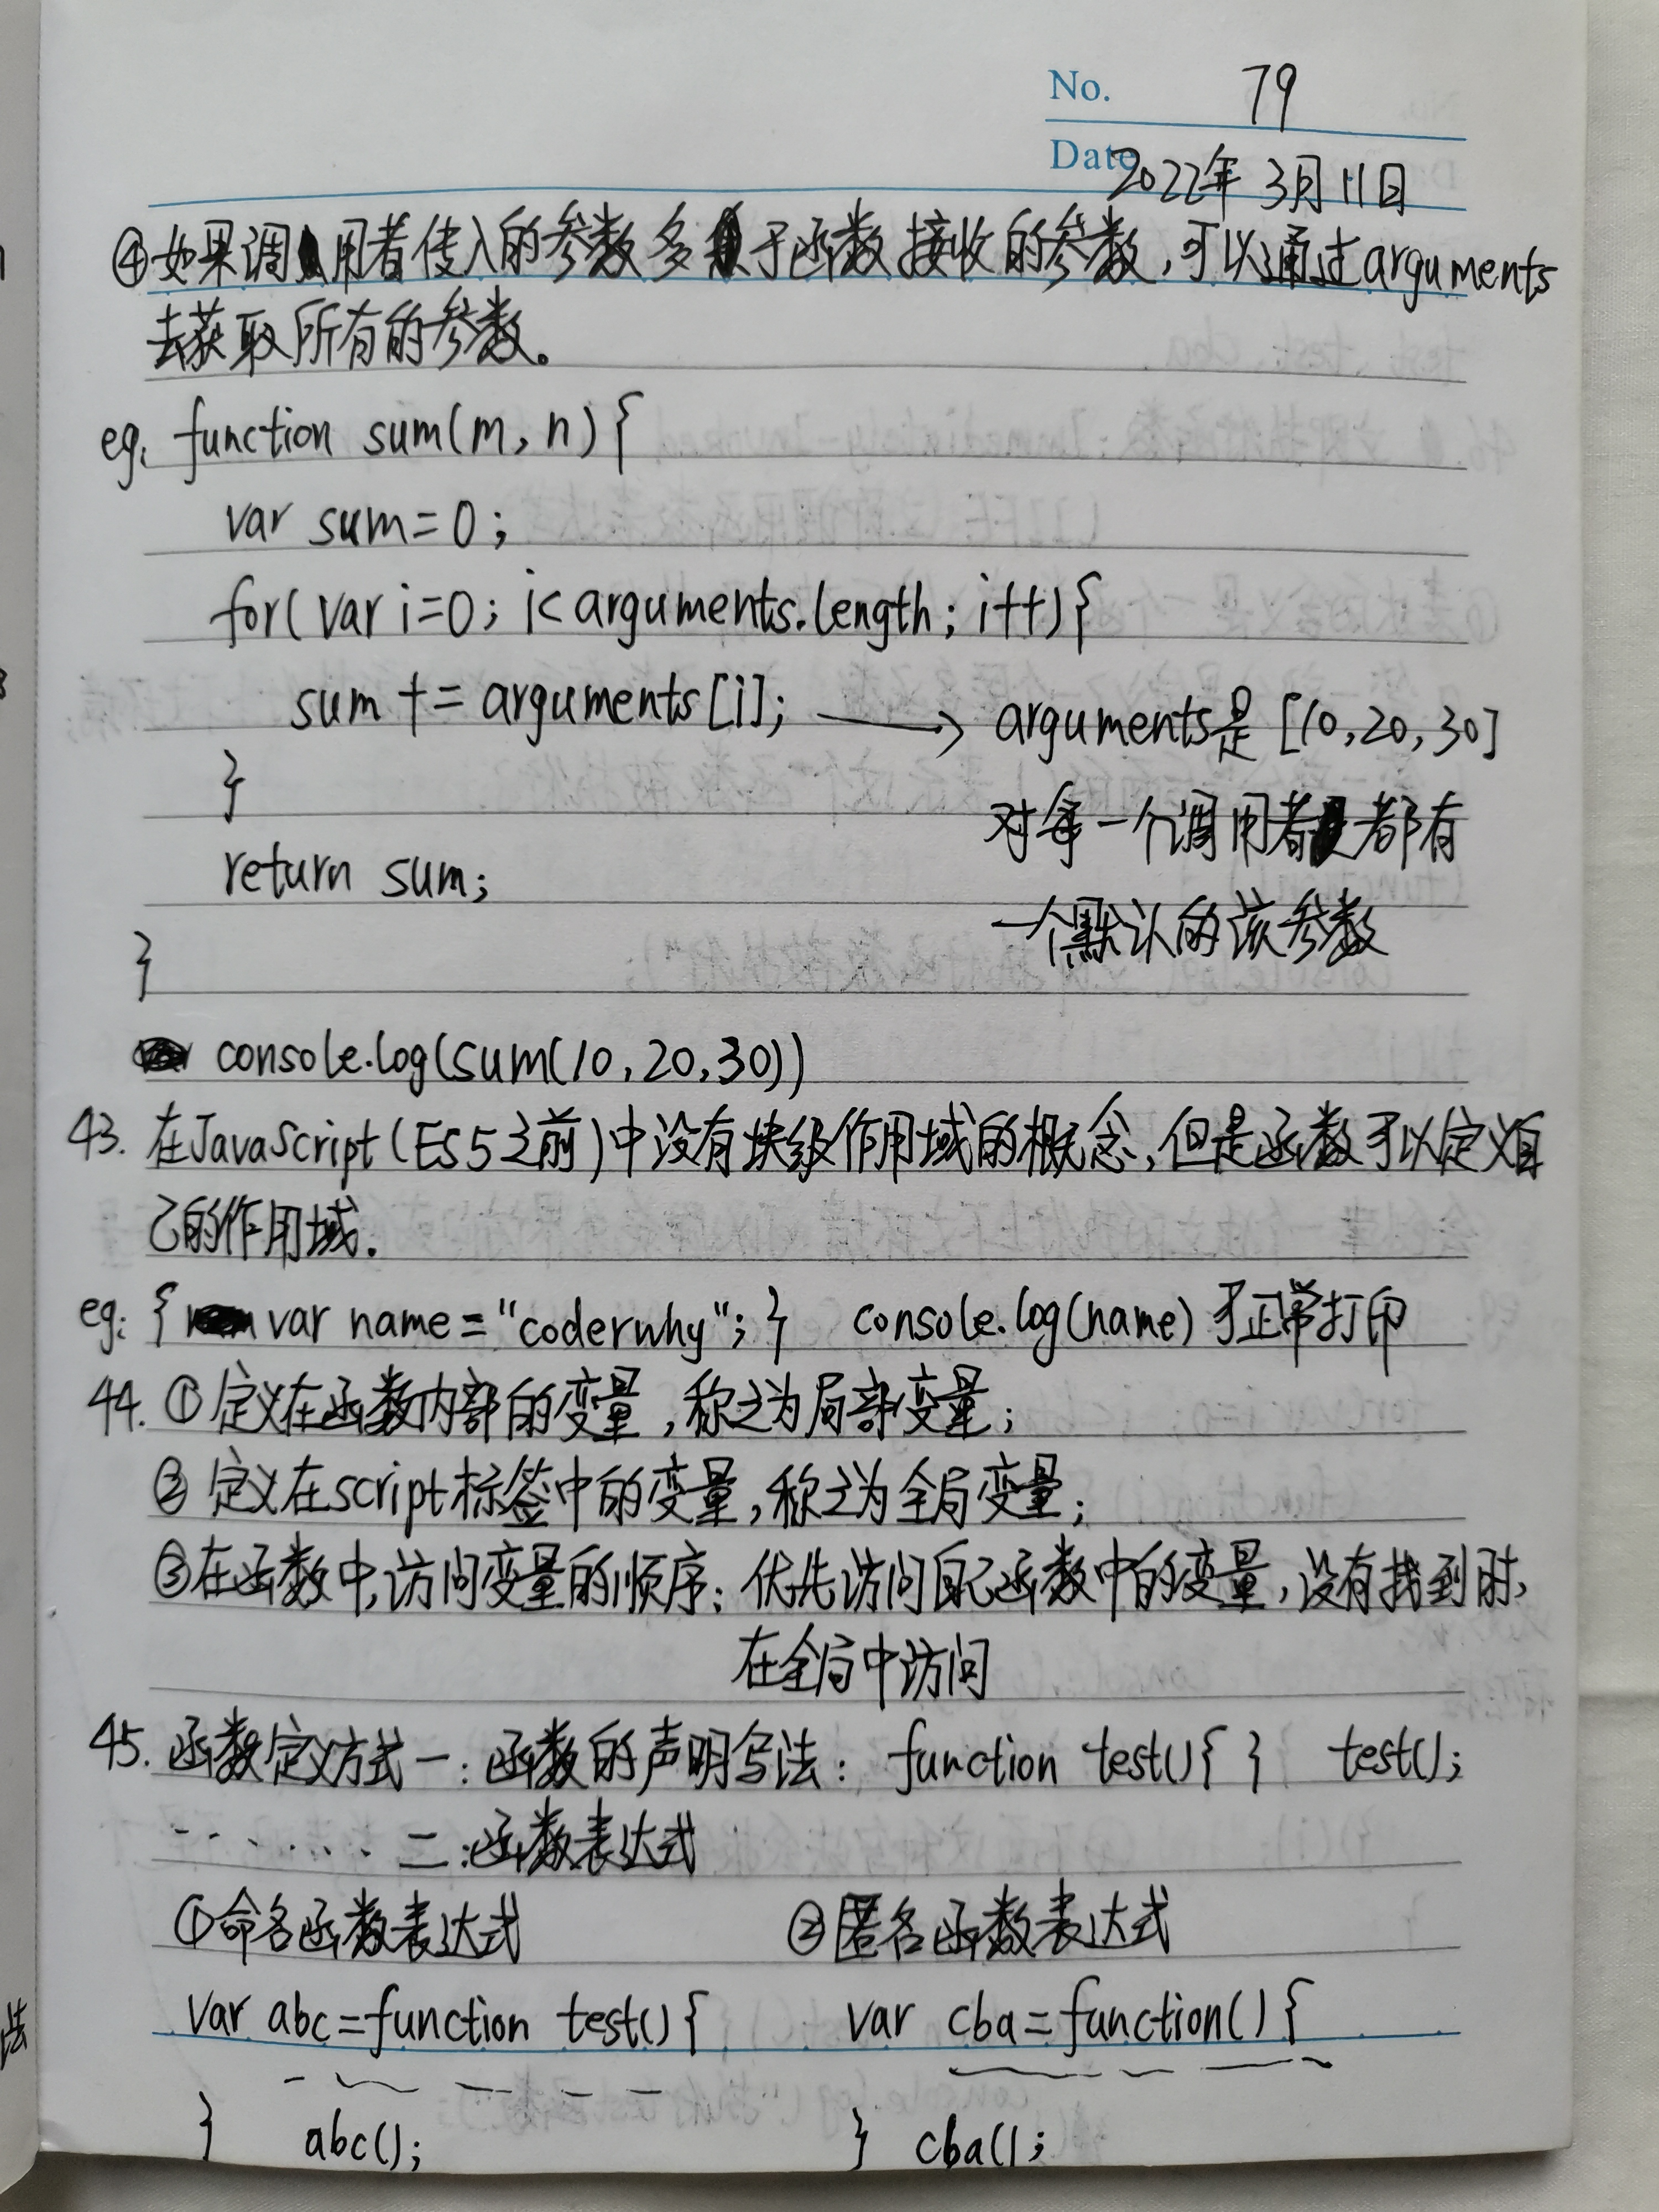 No. 79
Date 2022年3月11日
④如果调用者传入的参数多于函数接收的参数,可以通过arguments
去获取所有的参数。
eg: function sum(m, n) {
var sum=0;
for(var i=0; i<arguments.length; i++){
sum += arguments[i]; → arguments是[10,20,30]
}
对每一个调用者都有
return sum;
一个默认的该参数
}
console.log(sum(10,20,30))
43. 在JavaScript(ES5之前)中没有块级作用域的概念,但是函数可以定义自
己的作用域.
eg: { var name="coderwhy"; } console.log(name) 可正常打印
44. ①定义在函数内部的变量,称之为局部变量;
② 定义在script标签中的变量,称之为全局变量;
③在函数中,访问变量的顺序:优先访问自己函数中的变量,没有找到时,
在全局中访问
45. 函数定义方式一:函数的声明写法: function test(){ } test();
······ 二:函数表达式
①命名函数表达式 ②匿名函数表达式
var abc=function test(){ var cba=function(){
} abc(); } cba();
法